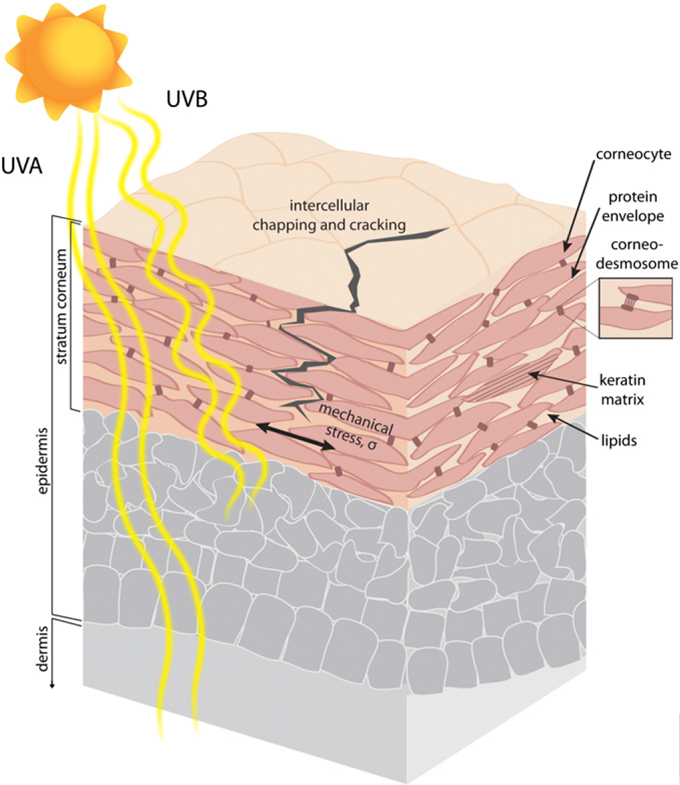 UVB
UVA
intercellular
chapping and cracking
corneocyte
protein
envelope
corneo-
desmosome
stratum corneum
keratin
matrix
mechanical
stress, σ
lipids
epidermis
dermis